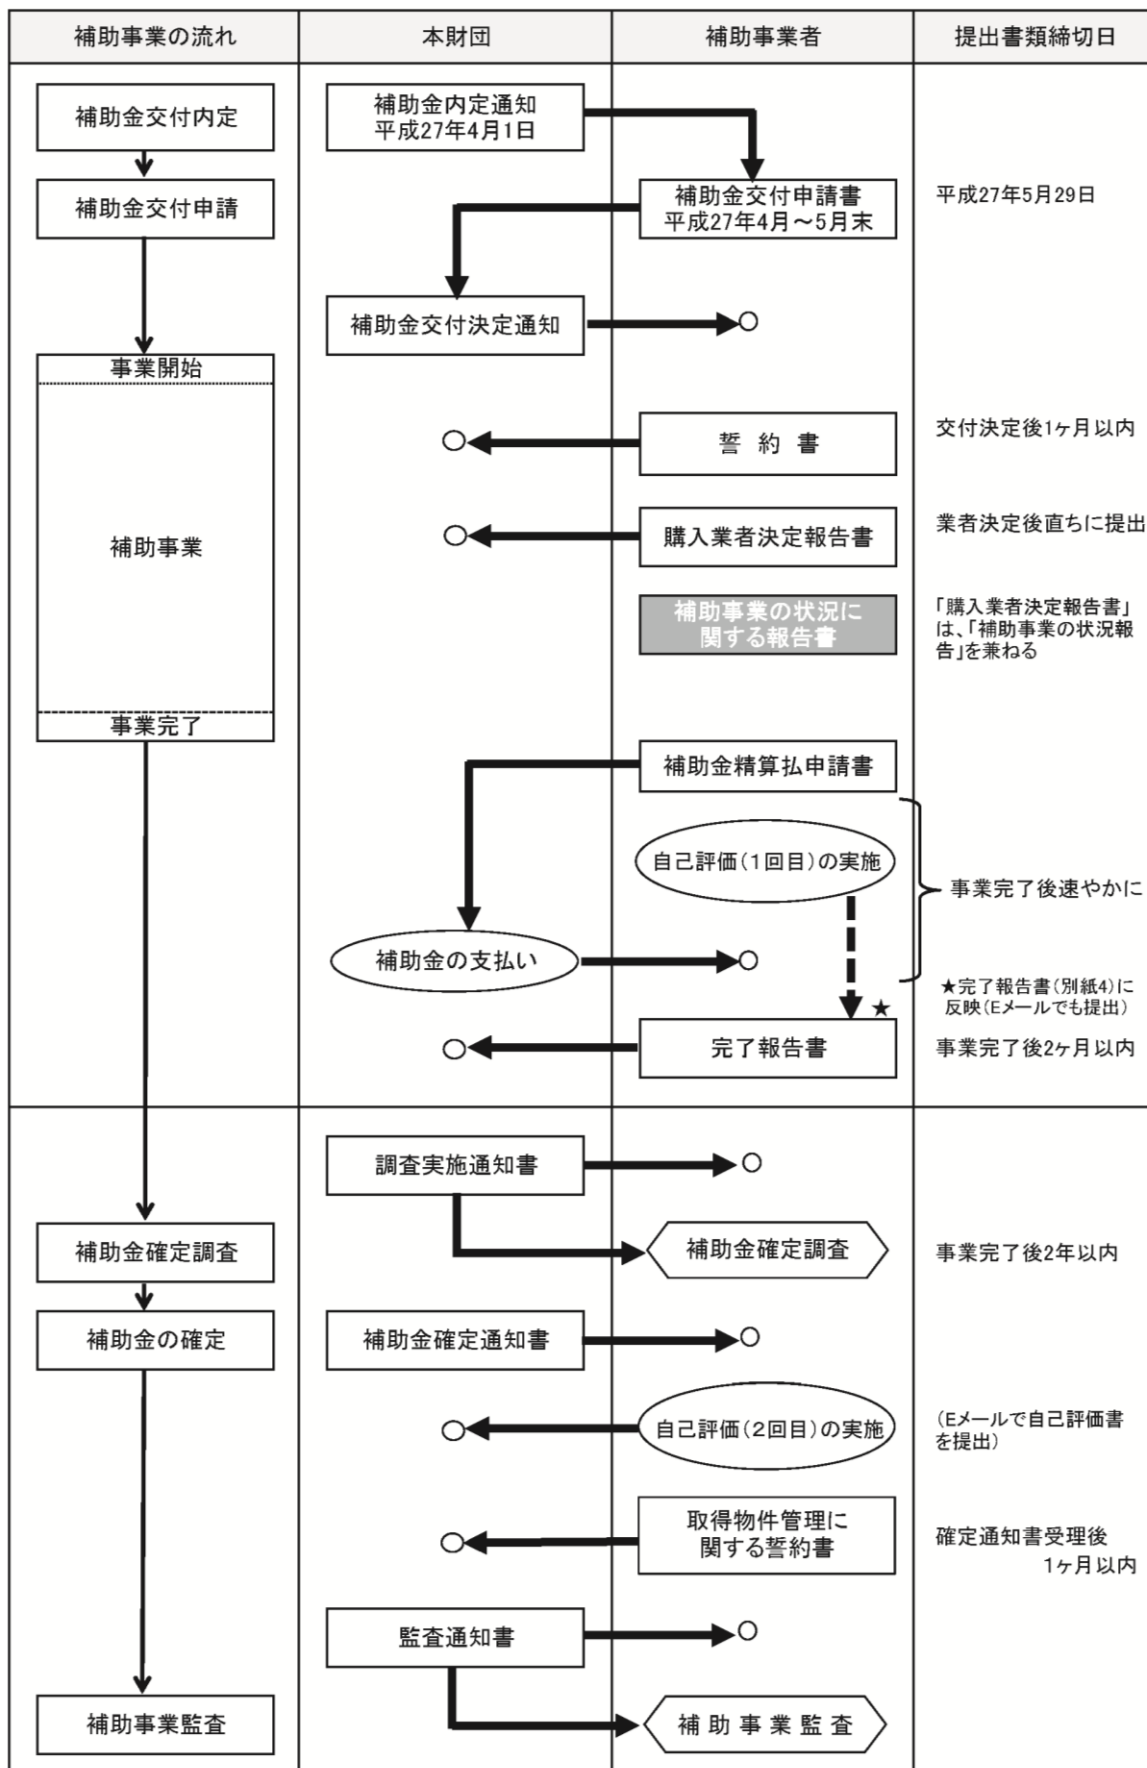 補助事業の流れ
本財団
補助事業者
提出書類締切日
補助金交付内定
補助金内定通知
平成27年4月1日
補助金交付申請
補助金交付申請書
平成27年4月～5月末
平成27年5月29日
補助金交付決定通知
事業開始
誓 約 書
交付決定後1ヶ月以内
購入業者決定報告書
業者決定後直ちに提出
補助事業
補助事業の状況に
関する報告書
「購入業者決定報告書」
は、「補助事業の状況報
告」を兼ねる
事業完了
補助金精算払申請書
自己評価（1回目）の実施
事業完了後速やかに
補助金の支払い
★完了報告書（別紙4）に
反映（Eメールでも提出）
★
完了報告書
事業完了後2ヶ月以内
調査実施通知書
補助金確定調査
補助金確定調査
事業完了後2年以内
補助金の確定
補助金確定通知書
自己評価（2回目）の実施
（Eメールで自己評価書
を提出）
取得物件管理に
関する誓約書
確定通知書受理後
1ヶ月以内
監査通知書
補助事業監査
補 助 事 業 監 査